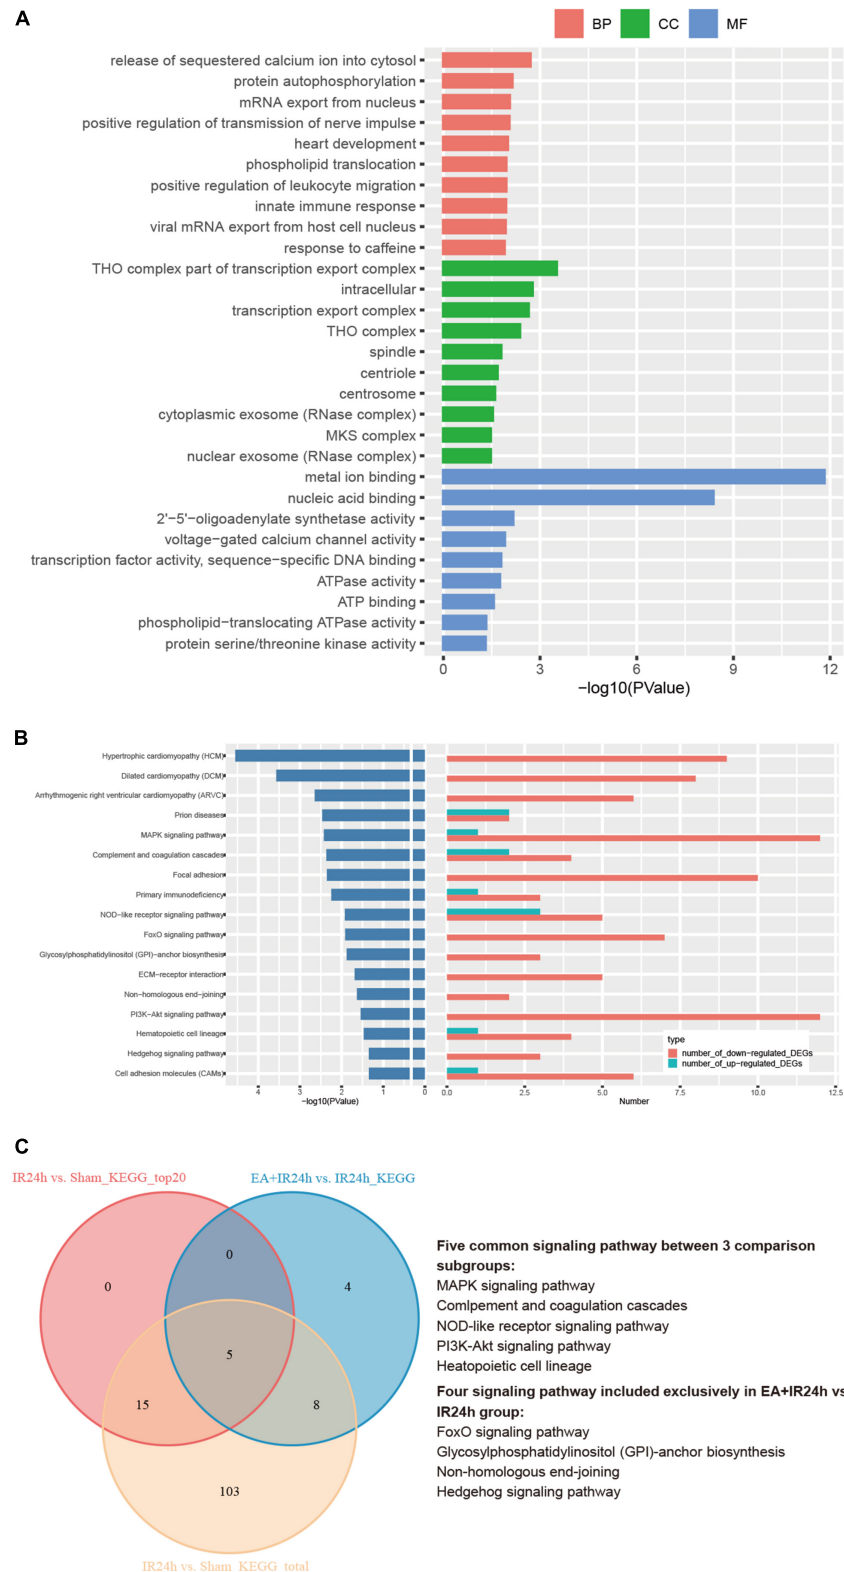 A
BP CC MF
release of sequestered calcium ion into cytosol
protein autophosphorylation
mRNA export from nucleus
positive regulation of transmission of nerve impulse
heart development
phospholipid translocation
positive regulation of leukocyte migration
innate immune response
viral mRNA export from host cell nucleus
response to caffeine
THO complex part of transcription export complex
intracellular
transcription export complex
THO complex
spindle
centriole
centrosome
cytoplasmic exosome (RNase complex)
MKS complex
nuclear exosome (RNase complex)
metal ion binding
nucleic acid binding
2'−5'−oligoadenylate synthetase activity
voltage−gated calcium channel activity
transcription factor activity, sequence−specific DNA binding
ATPase activity
ATP binding
phospholipid−translocating ATPase activity
protein serine/threonine kinase activity
0 3 6 9 12
−log10(PValue)
B
Hypertrophic cardiomyopathy (HCM)
Dilated cardiomyopathy (DCM)
Arrhythmogenic right ventricular cardiomyopathy (ARVC)
Prion diseases
MAPK signaling pathway
Complement and coagulation cascades
Focal adhesion
Primary immunodeficiency
NOD−like receptor signaling pathway
FoxO signaling pathway
Glycosylphosphatidylinositol (GPI)−anchor biosynthesis
ECM−receptor interaction
Non−homologous end−joining
PI3K−Akt signaling pathway
Hematopoietic cell lineage
Hedgehog signaling pathway
Cell adhesion molecules (CAMs)
type
number_of_down−regulated_DEGs
number_of_up−regulated_DEGs
4 3 2 1 0 0.0 2.5 5.0 7.5 10.0 12.5
−log10(PValue) Number
C
IR24h vs. Sham_KEGG_top20 EA+IR24h vs. IR24h_KEGG
0
0 4
5
15 8
103
IR24h vs. Sham_KEGG_total
Five common signaling pathway between 3 comparison
subgroups:
MAPK signaling pathway
Comlpement and coagulation cascades
NOD-like receptor signaling pathway
PI3K-Akt signaling pathway
Heatopoietic cell lineage
Four signaling pathway included exclusively in EA+IR24h vs
IR24h group:
FoxO signaling pathway
Glycosylphosphatidylinositol (GPI)-anchor biosynthesis
Non-homologous end-joining
Hedgehog signaling pathway